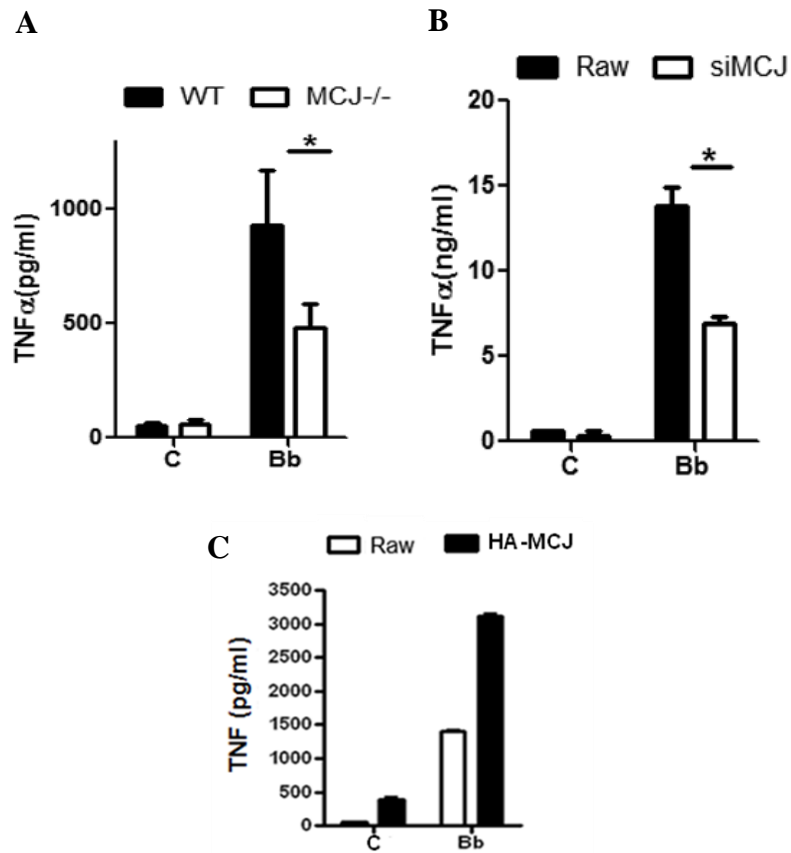 A
WT MCJ-/-
*
TNFα(pg/ml)
1000
500
0
C Bb
B
Raw siMCJ
*
TNFα(ng/ml)
20
15
10
5
0
C Bb
C
Raw HA-MCJ
TNF (pg/ml)
3500
3000
2500
2000
1500
1000
500
0
C Bb